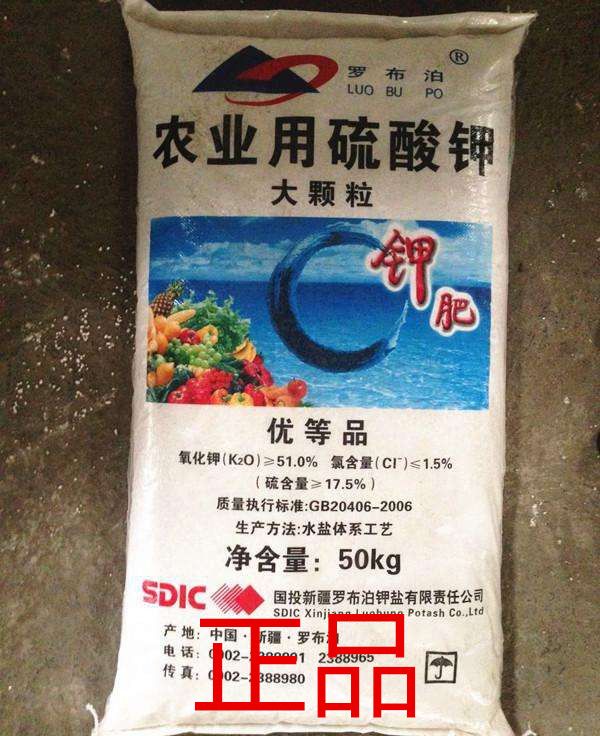 罗布泊®
LUO BU PO
农业用硫酸钾
大颗粒
钾肥
优等品
氧化钾(K₂O)≥51.0% 氯含量(Cl⁻)≤1.5%
(硫含量≥17.5%)
质量执行标准:GB20406-2006
生产方法:水盐体系工艺
净含量: 50kg
SDIC 国投新疆罗布泊钾盐有限责任公司
SDIC Xinjiang Luobupo Potash Co.,Ltd
产地: 中国·新疆·罗布泊
电话: 2388965
传真: 0902-2388980
正品